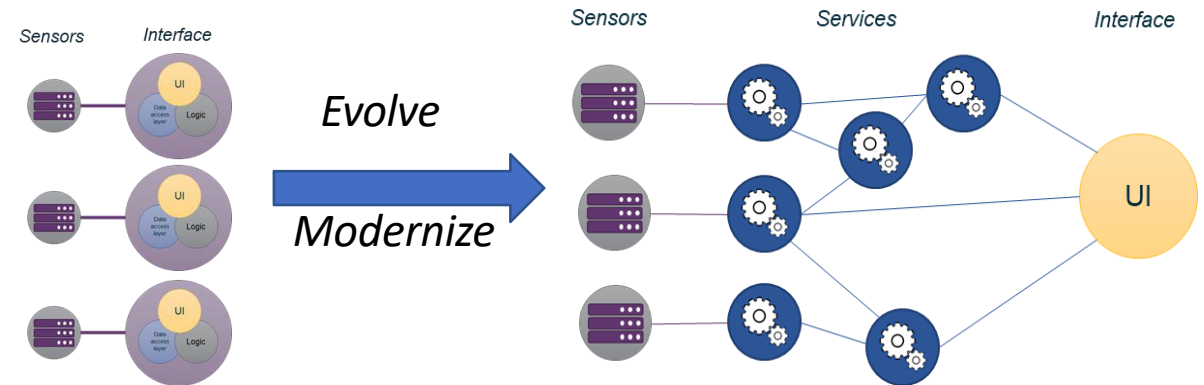 Sensors
Interface
UI
Data
access
layer
Logic
UI
Data
access
layer
Logic
UI
Data
access
layer
Logic
Evolve
Modernize
Sensors
Services
Interface
UI